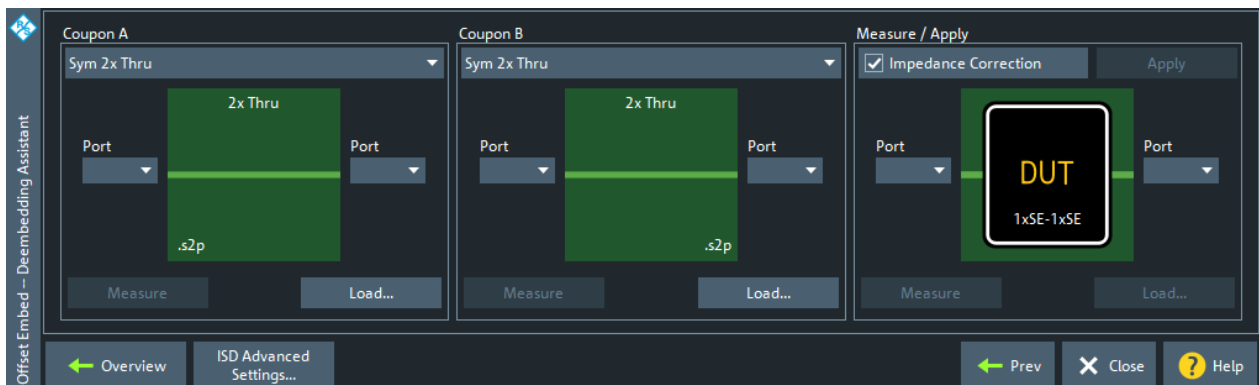 R&S
Offset Embed -- Deembedding Assistant
Coupon A
Sym 2x Thru
2x Thru
Port
Port
.s2p
Measure
Load...
Coupon B
Sym 2x Thru
2x Thru
Port
Port
.s2p
Measure
Load...
Measure / Apply
Impedance Correction
Apply
Port
Port
DUT
1xSE-1xSE
Measure
Load...
Overview
ISD Advanced
Settings...
Prev
Close
? Help